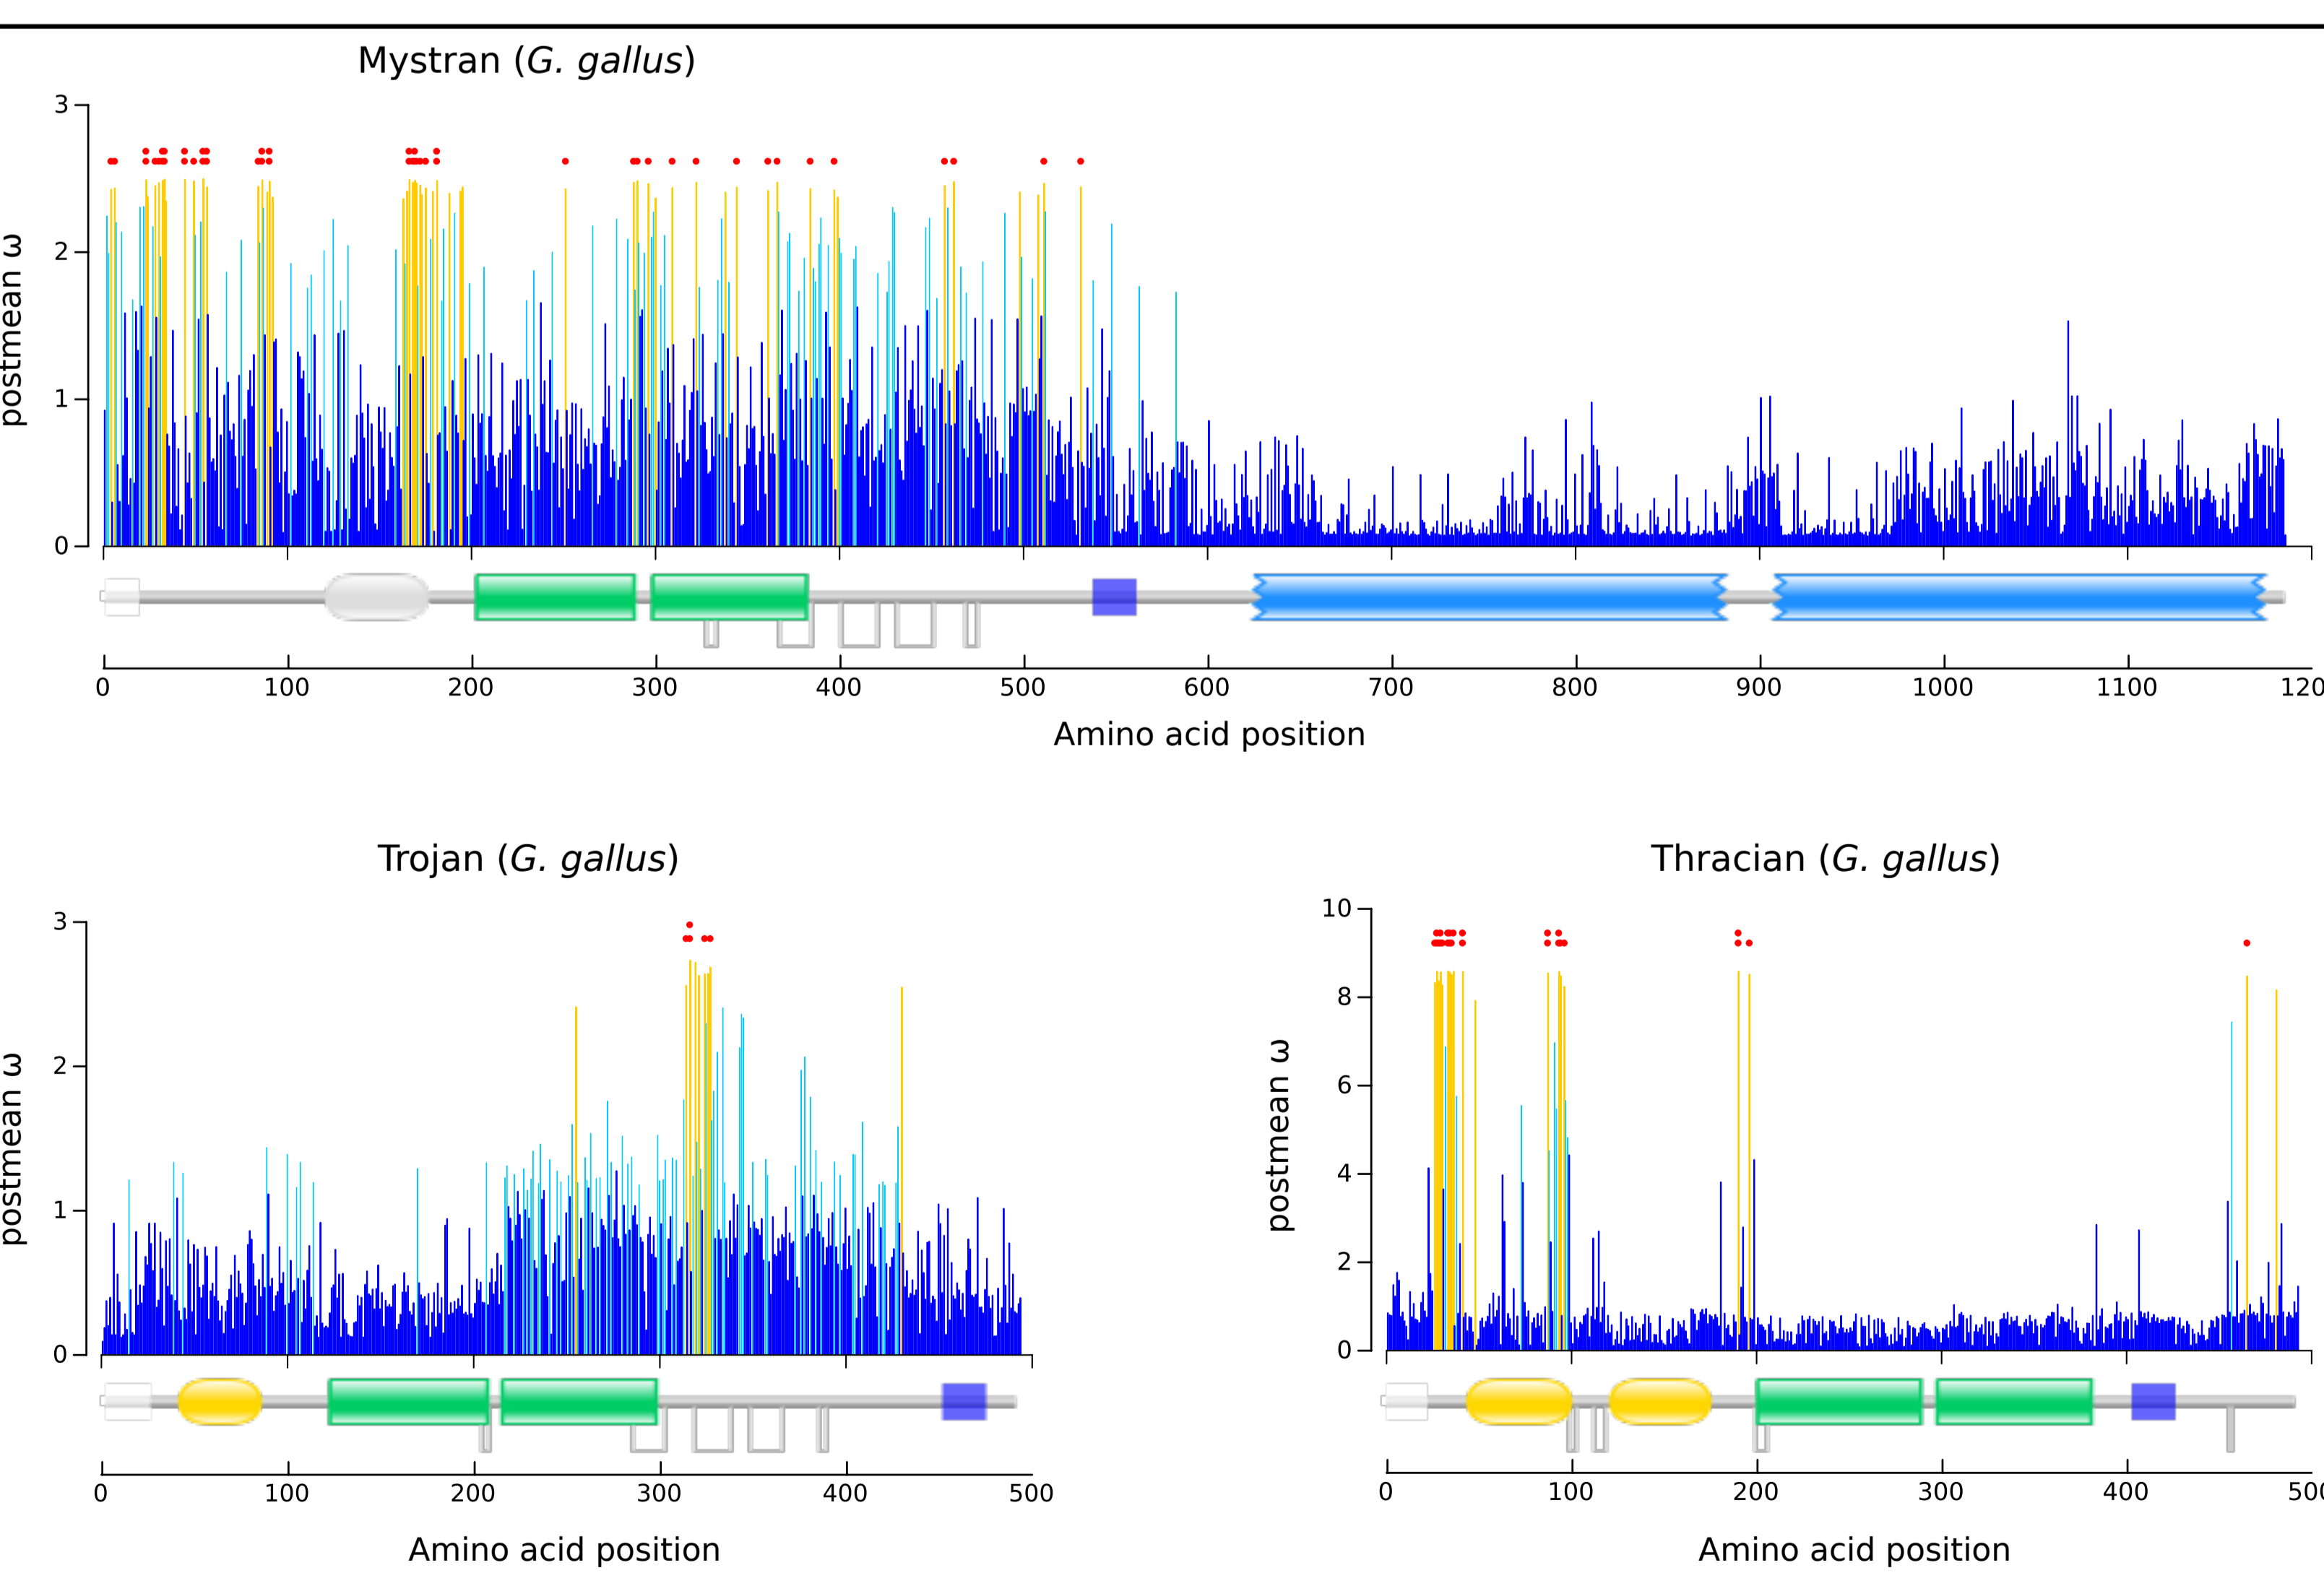 Mystran (G. gallus)
3
2
1
0
postmean ω
0 100 200 300 400 500 600 700 800 900 1000 1100 120
Amino acid position
Trojan (G. gallus)
3
2
1
0
postmean ω
0 100 200 300 400 500
Amino acid position
Thracian (G. gallus)
10
8
6
4
2
0
postmean ω
0 100 200 300 400 500
Amino acid position